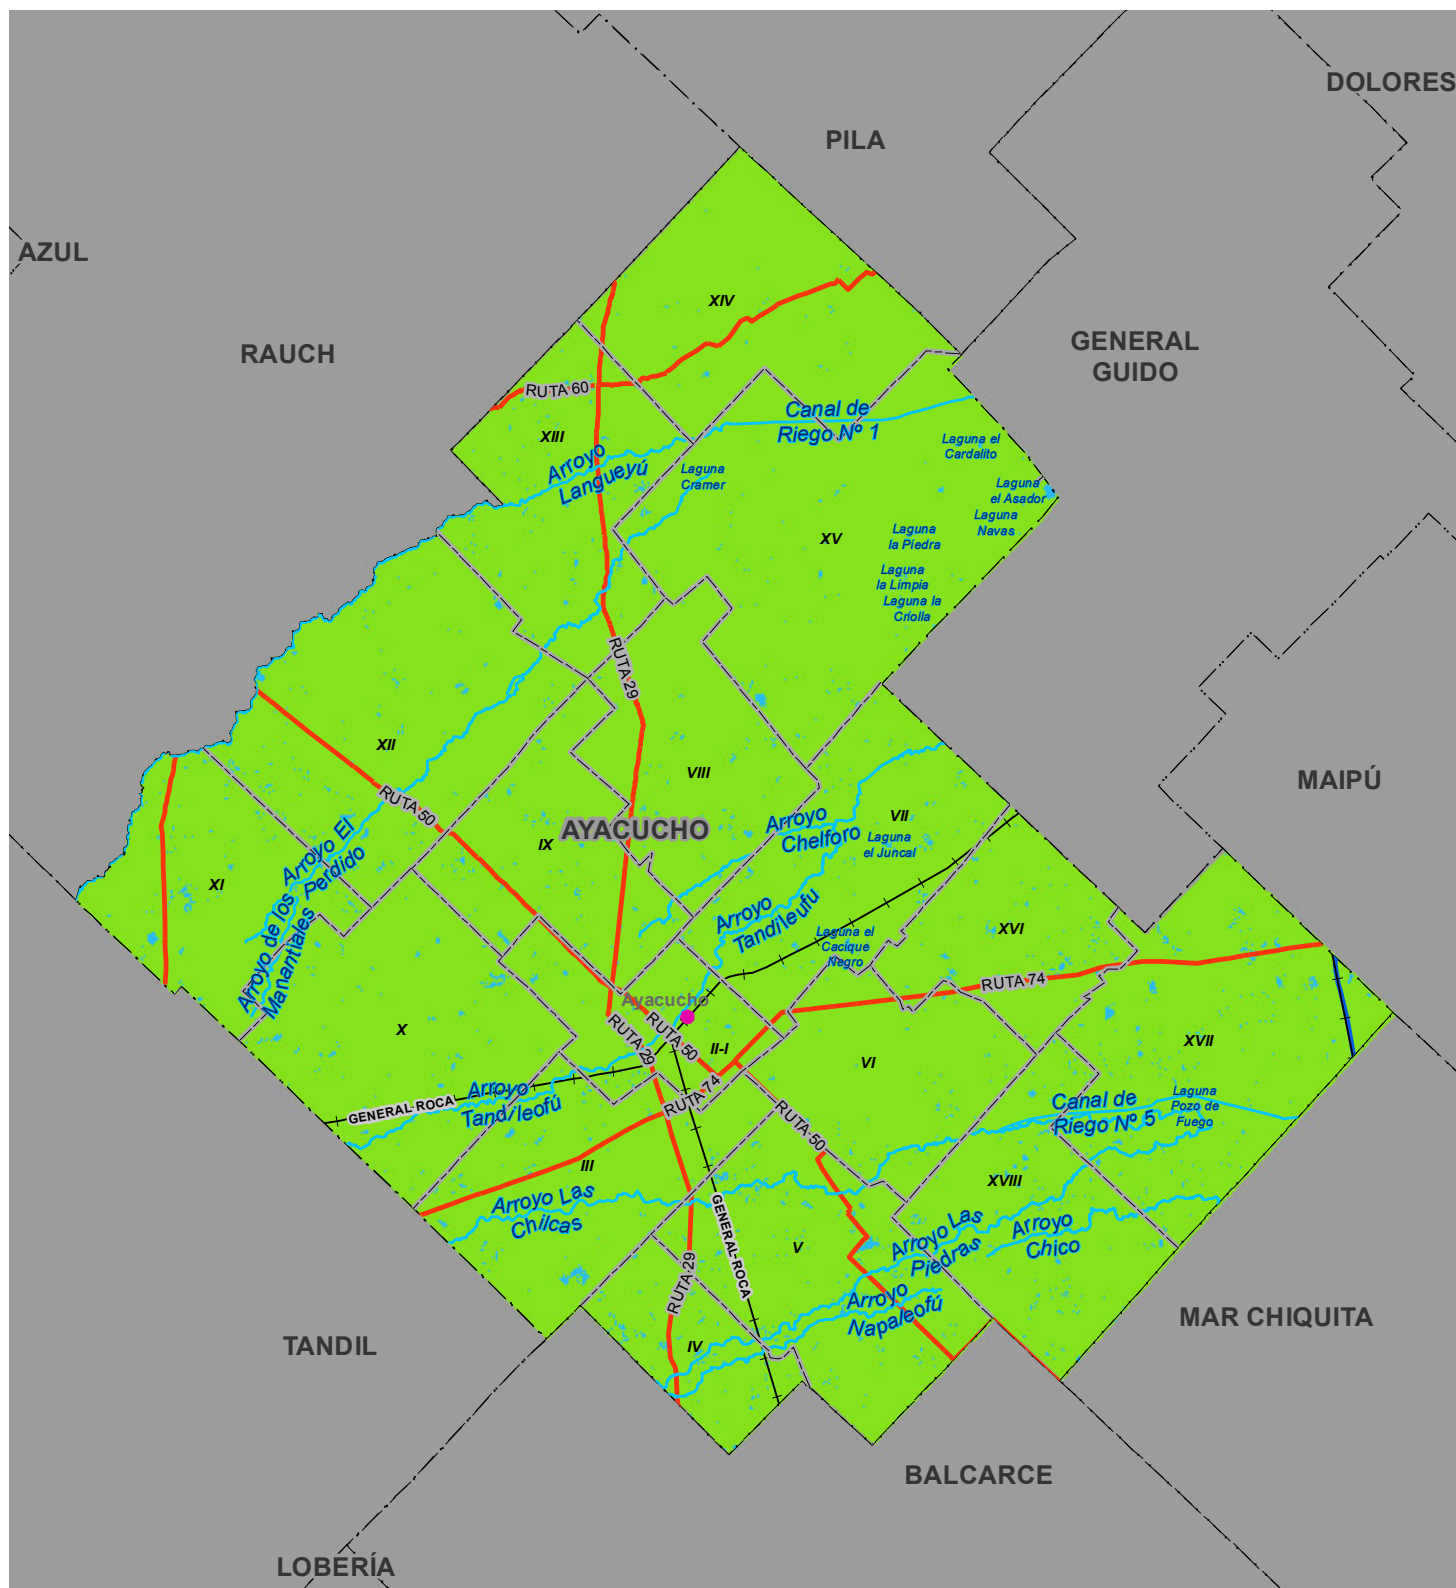 DOLORES
PILA
AZUL
XIV
RAUCH
GENERAL
GUIDO
RUTA 60
Canal de
Riego Nº 1
XIII
Arroyo
Langueyú
Laguna el
Cardalito
Laguna
Cramer
Laguna
el Asador
Laguna
Navas
Laguna
la Piedra
XV
Laguna
la Limpia
Laguna la
Criolla
RUTA 29
XII
VIII
MAIPÚ
RUTA 50
Arroyo
Chelforo
VII
Laguna
el Juncal
AYACUCHO
IX
Arroyo El
Perdido
XI
Arroyo de los
Manantiales
Arroyo
Tandileufu
Laguna el
Cacique
Negro
XVI
RUTA 74
Ayacucho
X
RUTA 29
RUTA 50
II-I
VI
XVII
GENERAL ROCA
Arroyo
Tandileofú
RUTA 74
RUTA 50
Canal de
Riego Nº 5
Laguna
Pozo de
Fuego
III
XVIII
Arroyo Las
Chilcas
GENERAL ROCA
V
Arroyo Las
Piedras
Arroyo
Chico
RUTA 29
Arroyo
Napaleofú
IV
TANDIL
MAR CHIQUITA
BALCARCE
LOBERÍA